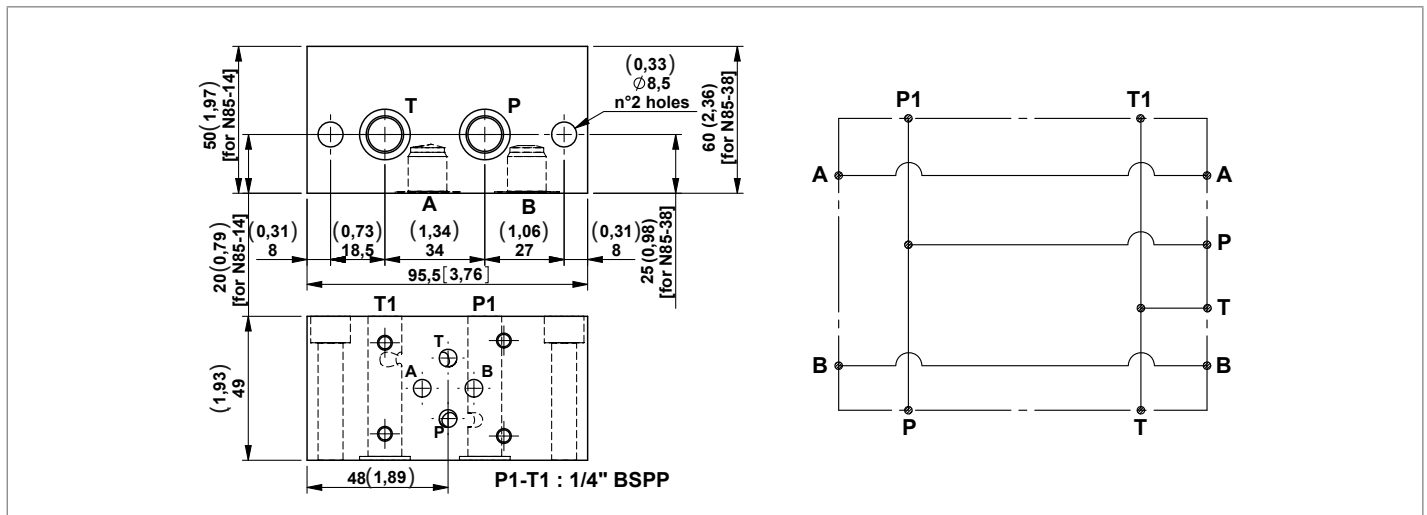 (0,33)
Ø8,5
n°2 holes
T
P
50(1,97)
[for N85-14]
60 (2,36)
[for N85-38]
A
B
(0,31)
8
(0,73)
18,5
(1,34)
34
(1,06)
27
(0,31)
8
20(0,79)
[for N85-14]
25(0,98)
[for N85-38]
95,5[3,76]
T1
P1
T
A
B
P
(1,93)
49
48(1,89)
P1-T1 : 1/4" BSPP
P1
T1
A
A
P
T
B
B
P
T